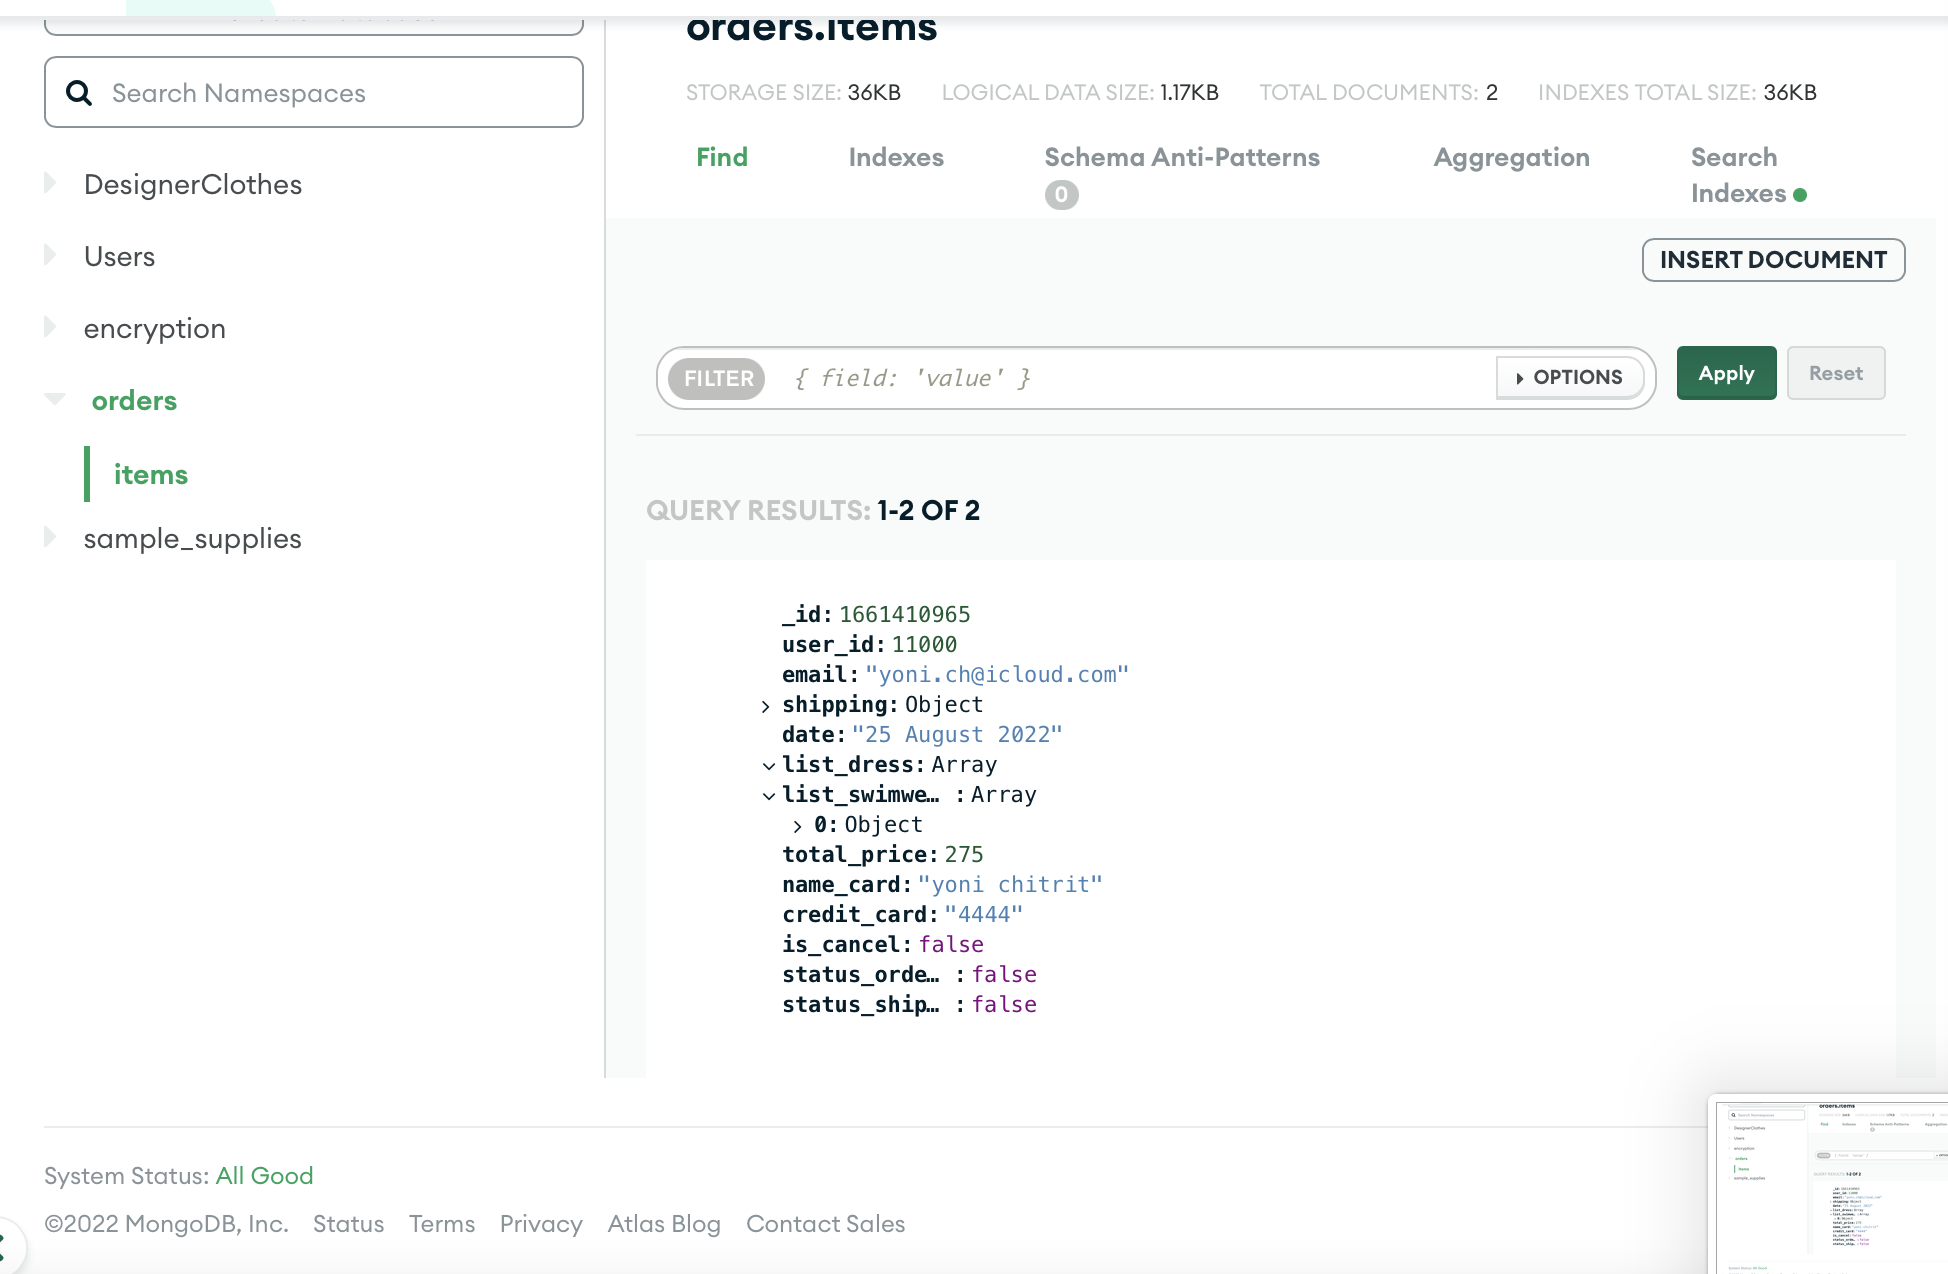 orders.items
Search Namespaces
STORAGE SIZE: 36KB LOGICAL DATA SIZE: 1.17KB TOTAL DOCUMENTS: 2 INDEXES TOTAL SIZE: 36KB
Find Indexes Schema Anti-Patterns 0 Aggregation Search Indexes
DesignerClothes
Users
encryption
orders
items
sample_supplies
INSERT DOCUMENT
FILTER { field: 'value' } OPTIONS Apply Reset
QUERY RESULTS: 1-2 OF 2
_id: 1661410965
user_id: 11000
email: "yoni.ch@icloud.com"
shipping: Object
date: "25 August 2022"
list_dress: Array
list_swimwe… : Array
0: Object
total_price: 275
name_card: "yoni chitrit"
credit_card: "4444"
is_cancel: false
status_orde… : false
status_ship… : false
System Status: All Good
©2022 MongoDB, Inc. Status Terms Privacy Atlas Blog Contact Sales